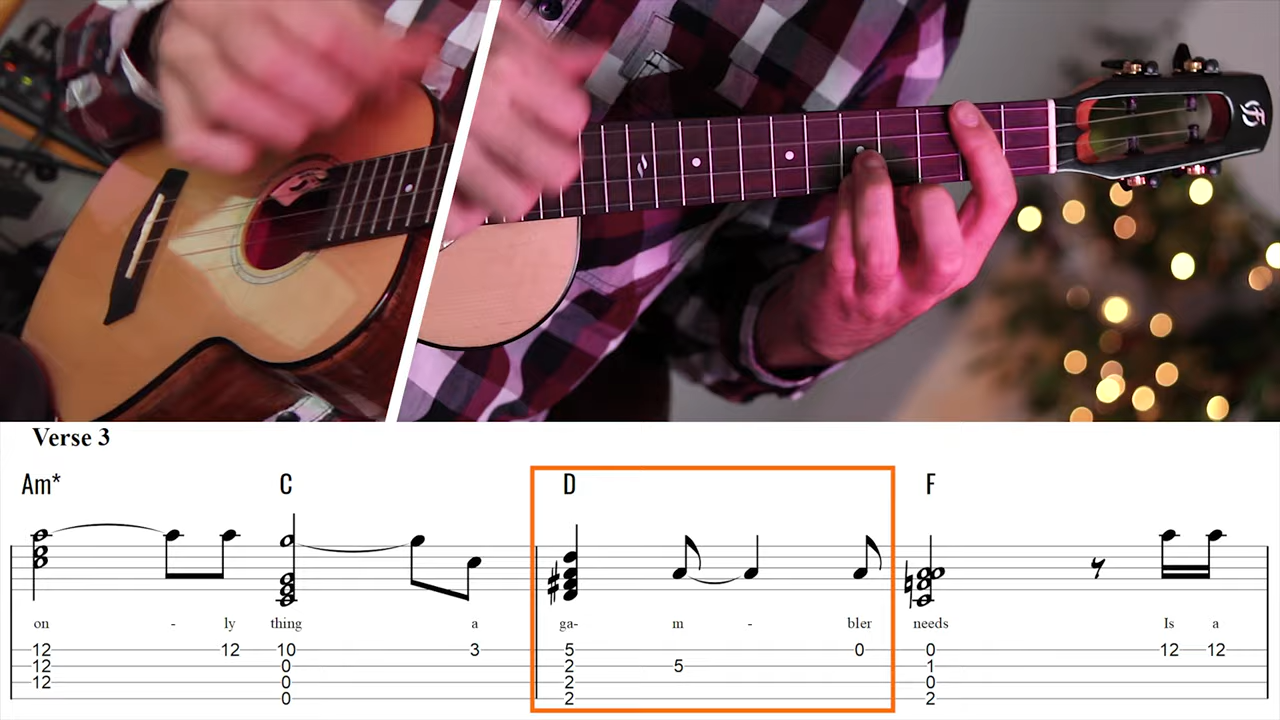 Verse 3
Am* C D F
on - ly thing a ga- m - bler needs Is a
12 12 10 3 5 0 0 12 12
12 0 2 5 1
12 0 2 0
0 2 2